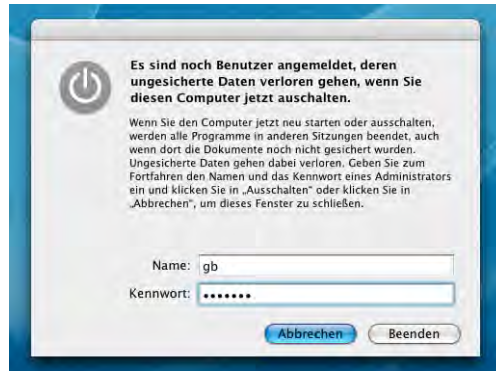 Es sind noch Benutzer angemeldet, deren
ungesicherte Daten verloren gehen, wenn Sie
diesen Computer jetzt auschalten.
Wenn Sie den Computer jetzt neu starten oder ausschalten,
werden alle Programme in anderen Sitzungen beendet, auch
wenn dort die Dokumente noch nicht gesichert wurden.
Ungesicherte Daten gehen dabei verloren. Geben Sie zum
Fortfahren den Namen und das Kennwort eines Administrators
ein und klicken Sie in „Ausschalten“ oder klicken Sie in
„Abbrechen“, um dieses Fenster zu schließen.
Name: gb
Kennwort: •••••••
Abbrechen Beenden